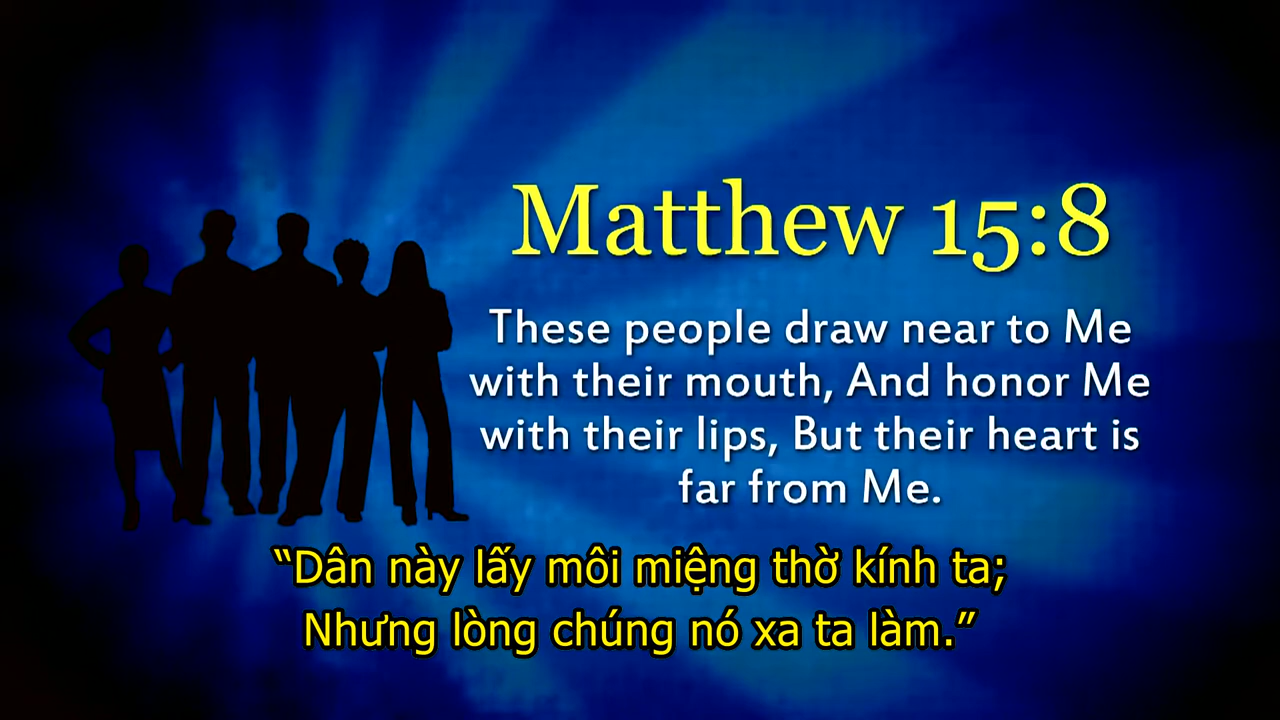 Matthew 15:8
These people draw near to Me
with their mouth, And honor Me
with their lips, But their heart is
far from Me.
“Dân này lấy môi miệng thờ kính ta;
Nhưng lòng chúng nó xa ta làm.”